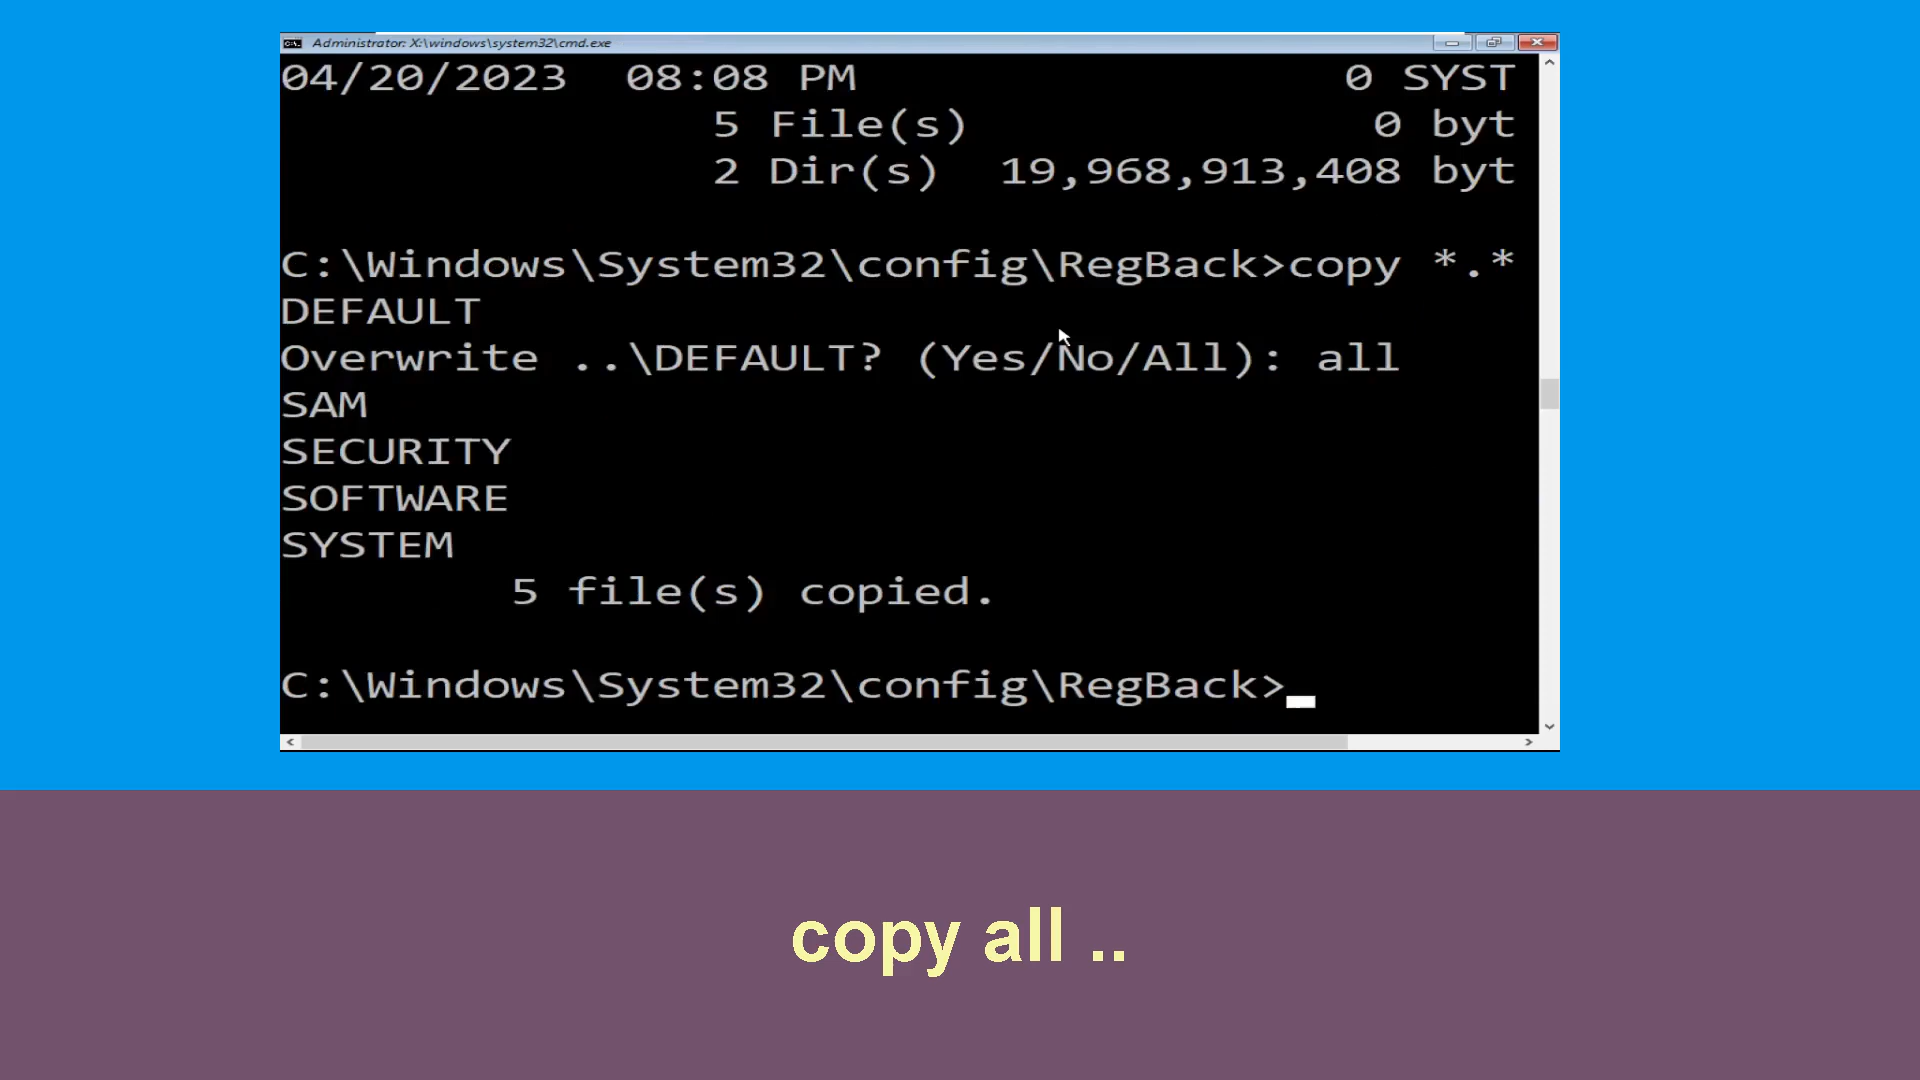 Administrator: X:\windows\system32\cmd.exe
04/20/2023  08:08 PM                 0 SYST
               5 File(s)              0 byt
               2 Dir(s)  19,968,913,408 byt
C:\Windows\System32\config\RegBack>copy *.*
DEFAULT
Overwrite ..\DEFAULT? (Yes/No/All): all
SAM
SECURITY
SOFTWARE
SYSTEM
        5 file(s) copied.
C:\Windows\System32\config\RegBack>
copy all ..